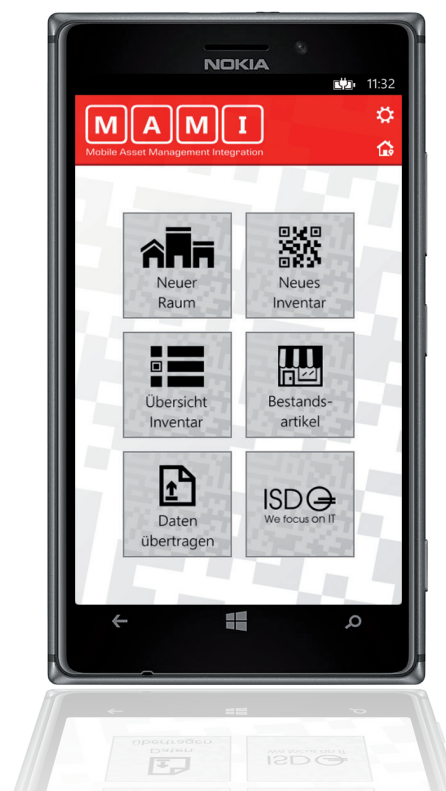 NOKIA
11:32
M A M I
Mobile Asset Management Integration
Neuer
Raum
Neues
Inventar
Übersicht
Inventar
Bestands-
artikel
Daten
übertragen
ISD
We focus on IT